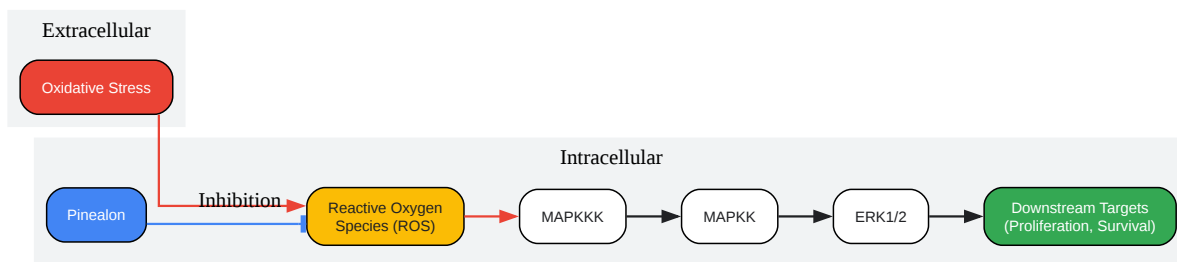 Extracellular
Oxidative Stress
Intracellular
Inhibition
Pinealon
Reactive Oxygen
Species (ROS)
MAPKKK
MAPKK
ERK1/2
Downstream Targets
(Proliferation, Survival)